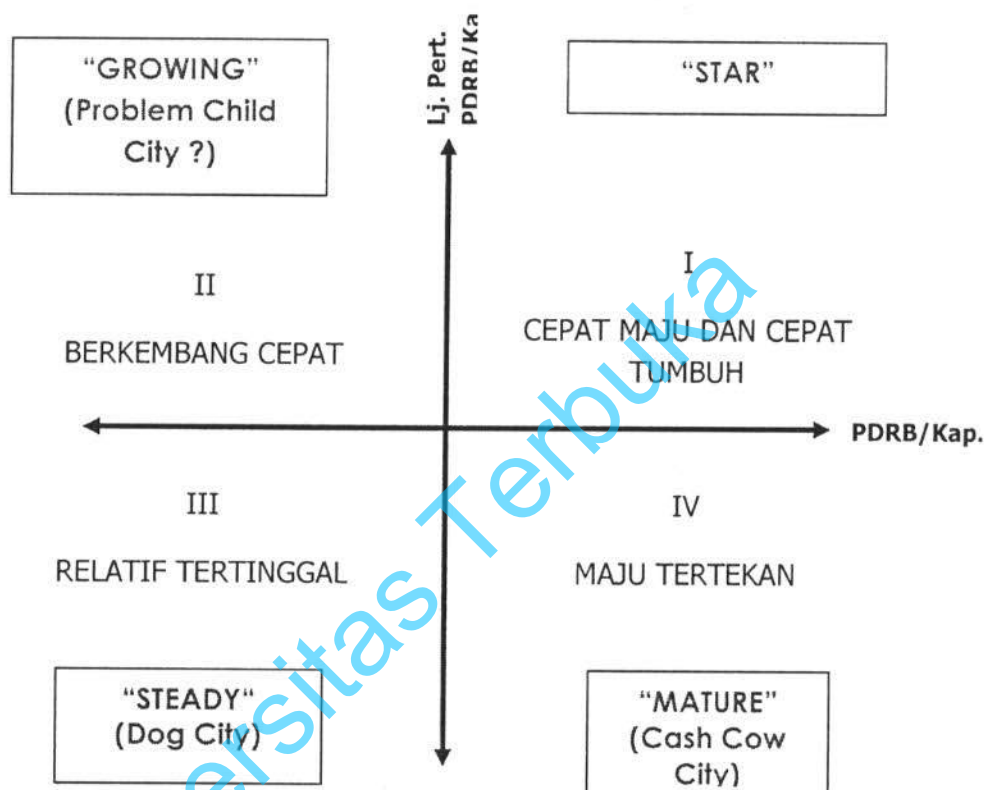 “GROWING”
(Problem Child
City ?)
Lj. Pert.
PDRB/Ka
“STAR”
II
BERKEMBANG CEPAT
I
CEPAT MAJU DAN CEPAT
TUMBUH
PDRB/Kap.
III
RELATIF TERTINGGAL
IV
MAJU TERTEKAN
“STEADY“
(Dog City)
“MATURE”
(Cash Cow
City)
ersitas Terbuka